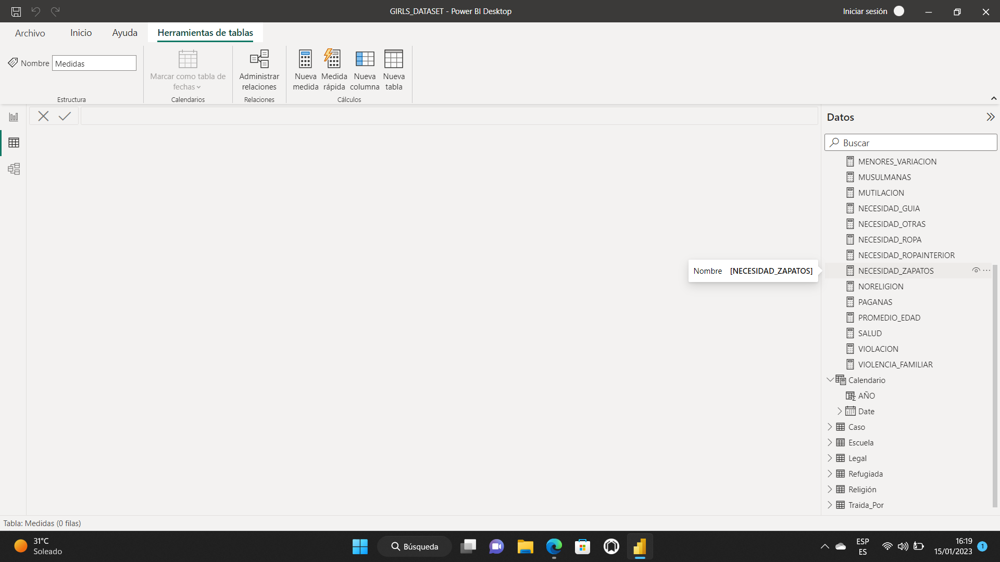 GIRLS_DATASET - Power BI Desktop
Iniciar sesión
Archivo
Inicio
Ayuda
Herramientas de tablas
Nombre
Medidas
Estructura
Marcar como tabla de
fechas
Calendarios
Administrar
relaciones
Relaciones
Nueva
medida
Medida
rápida
Nueva
columna
Nueva
tabla
Cálculos
Datos
Buscar
MENORES_VARIACION
MUSULMANAS
MUTILACION
NECESIDAD_GUIA
NECESIDAD_OTRAS
NECESIDAD_ROPA
NECESIDAD_ROPAINTERIOR
Nombre [NECESIDAD_ZAPATOS]
NECESIDAD_ZAPATOS
NORELIGION
PAGANAS
PROMEDIO_EDAD
SALUD
VIOLACION
VIOLENCIA_FAMILIAR
Calendario
AÑO
Date
Caso
Escuela
Legal
Refugiada
Religión
Traida_Por
Tabla: Medidas (0 filas)
31°C
Soleado
Búsqueda
ESP
ES
16:19
15/01/2023
1